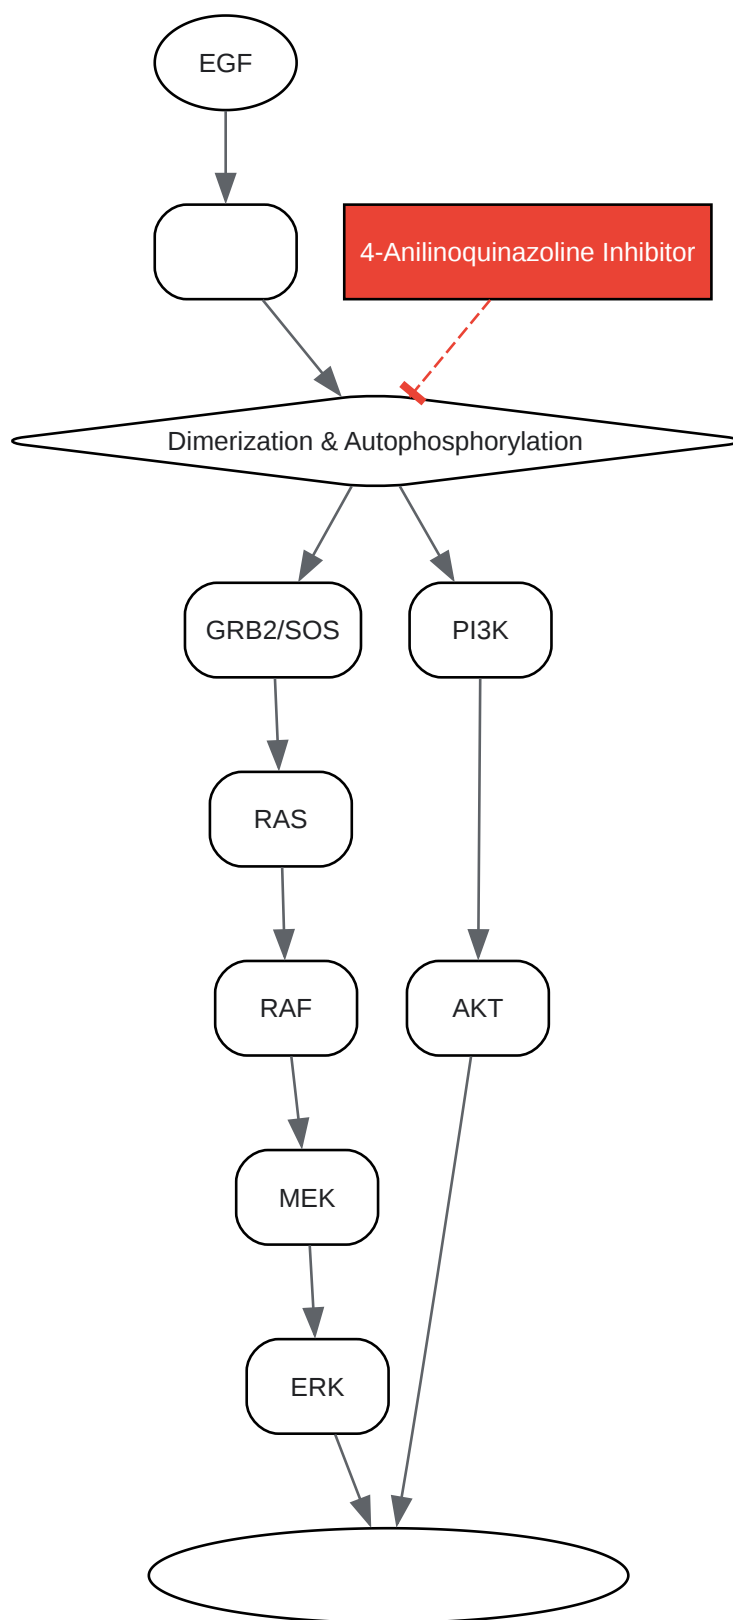 EGF
4-Anilinoquinazoline Inhibitor
Dimerization & Autophosphorylation
GRB2/SOS
PI3K
RAS
RAF
AKT
MEK
ERK